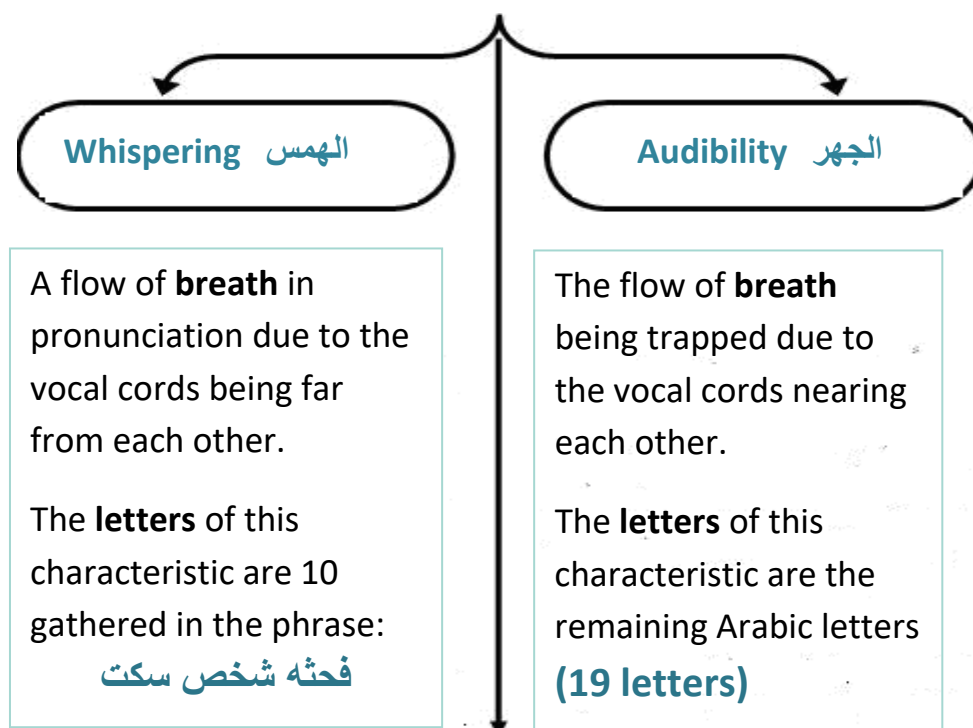 Whispering الهمس
A flow of breath in
pronunciation due to the
vocal cords being far
from each other.
The letters of this
characteristic are 10
gathered in the phrase:
فحثه شخص سكت
Audibility الجهر
The flow of breath
being trapped due to
the vocal cords nearing
each other.
The letters of this
characteristic are the
remaining Arabic letters
(19 letters)